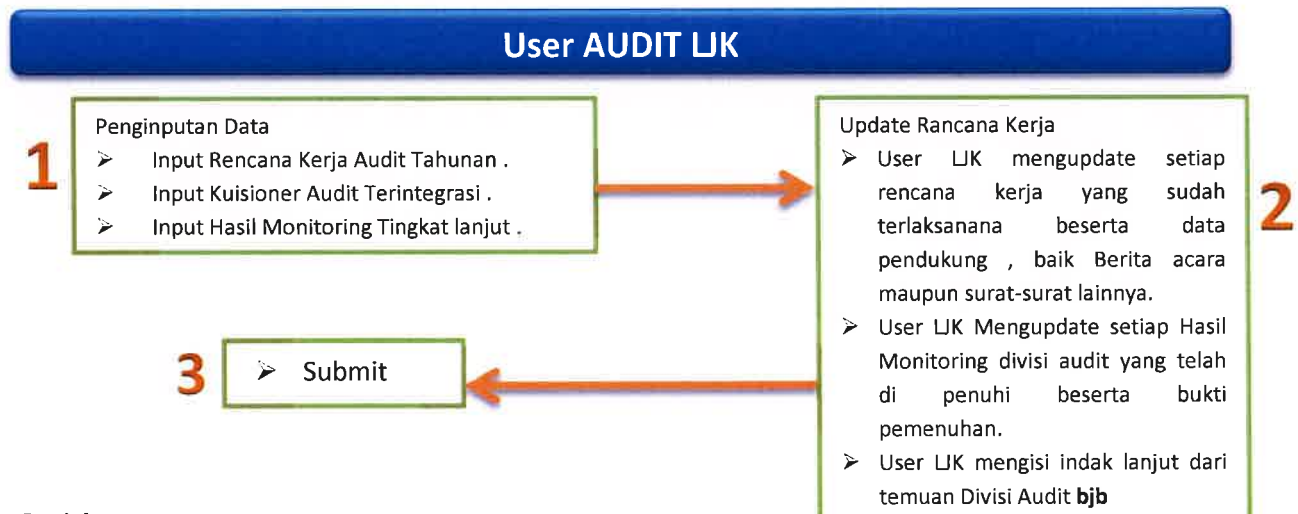 User AUDIT LJK
1
Penginputan Data
➢ Input Rencana Kerja Audit Tahunan .
➢ Input Kuisioner Audit Terintegrasi .
➢ Input Hasil Monitoring Tingkat lanjut .
2
Update Rancana Kerja
➢ User LJK mengupdate setiap
rencana kerja yang sudah
terlaksanana beserta data
pendukung , baik Berita acara
maupun surat-surat lainnya.
➢ User LJK Mengupdate setiap Hasil
Monitoring divisi audit yang telah
di penuhi beserta bukti
pemenuhan.
➢ User LJK mengisi indak lanjut dari
temuan Divisi Audit bjb
3
➢ Submit